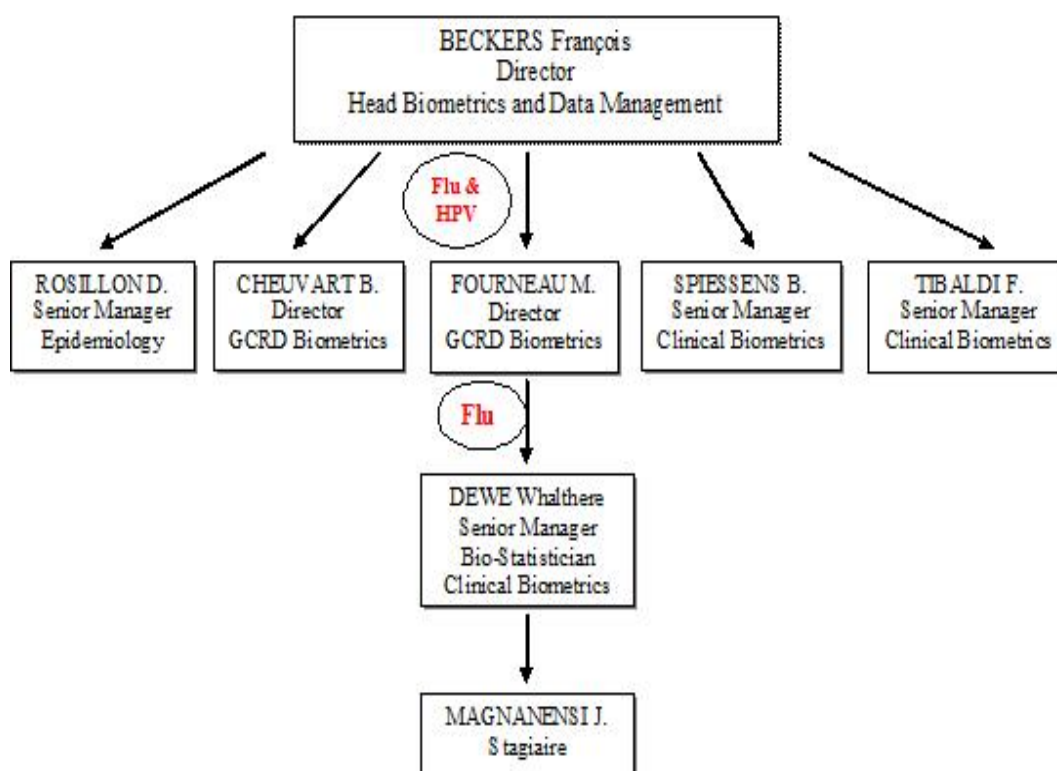 BECKERS François
Director
Head Biometrics and Data Management
Flu &
HPV
ROSILLON D.
Senior Manager
Epidemiology
CHEUVART B.
Director
GCRD Biometrics
FOURNEAU M.
Director
GCRD Biometrics
SPIESSENS B.
Senior Manager
Clinical Biometrics
TIBALDI F.
Senior Manager
Clinical Biometrics
Flu
DEWE Whalthere
Senior Manager
Bio-Statistician
Clinical Biometrics
MAGNANENSI J.
Stagiaire